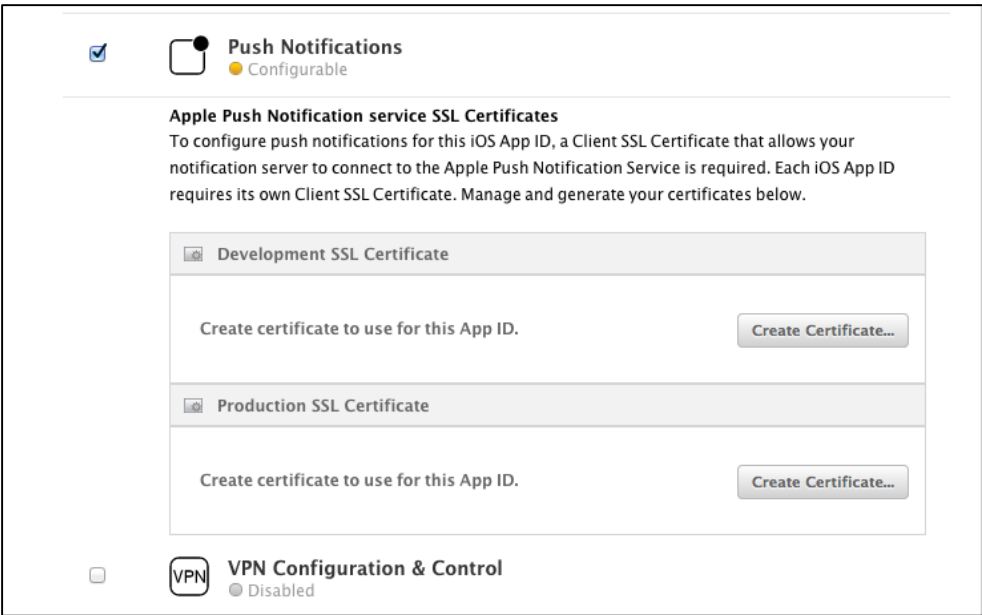 Push Notifications
Configurable
Apple Push Notification service SSL Certificates
To configure push notifications for this iOS App ID, a Client SSL Certificate that allows your
notification server to connect to the Apple Push Notification Service is required. Each iOS App ID
requires its own Client SSL Certificate. Manage and generate your certificates below.
Development SSL Certificate
Create certificate to use for this App ID.
Create Certificate...
Production SSL Certificate
Create certificate to use for this App ID.
Create Certificate...
VPN
VPN Configuration & Control
Disabled